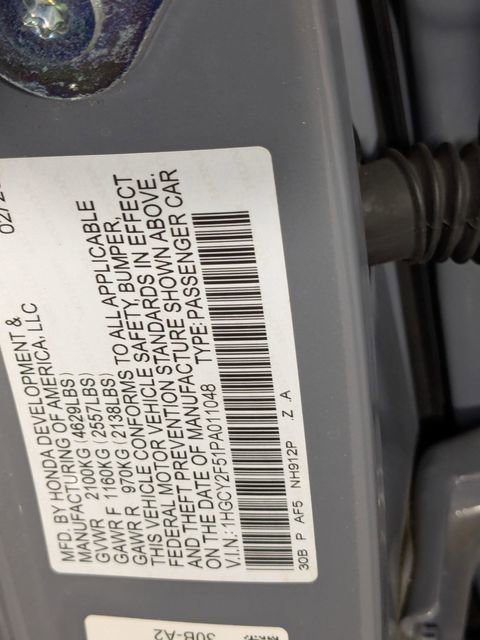 02/2
MFD. BY HONDA DEVELOPMENT &
MANUFACTURING OF AMERICA, LLC
GVWR 2100KG (4629LBS)
GAWR F 1160KG (2557LBS)
GAWR R 970KG (2138LBS)
THIS VEHICLE CONFORMS TO ALL APPLICABLE
FEDERAL MOTOR VEHICLE SAFETY, BUMPER,
AND THEFT PREVENTION STANDARDS IN EFFECT
ON THE DATE OF MANUFACTURE SHOWN ABOVE.
V.I.N.:1HGCY2F51PA011048 TYPE:PASSENGER CAR
30B P AF5 NH912P .Z .A
30B-A2